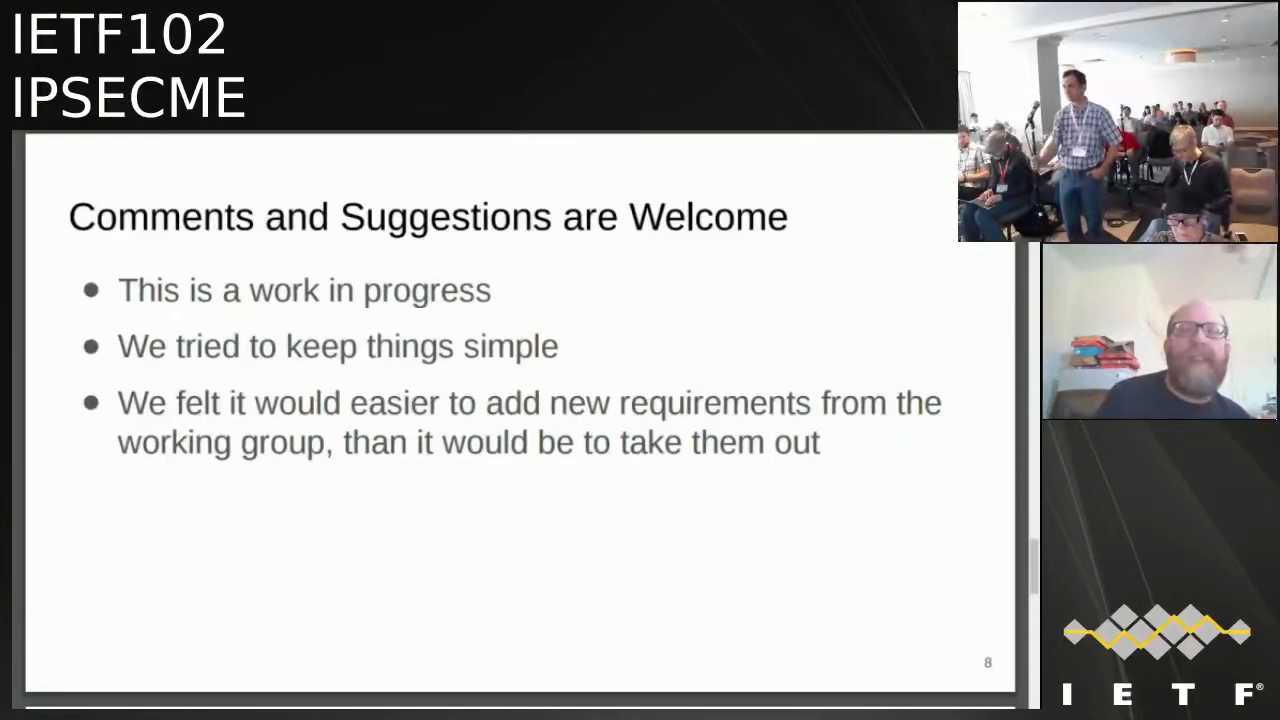 IETF102
IPSECME
Comments and Suggestions are Welcome
● This is a work in progress
● We tried to keep things simple
● We felt it would easier to add new requirements from the
working group, than it would be to take them out
8
I E T F®